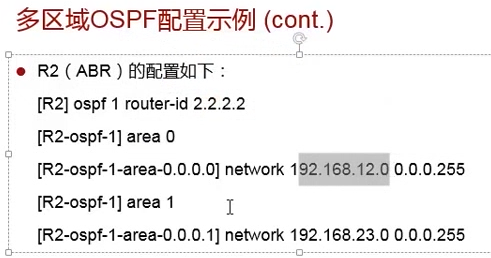 多区域OSPF配置示例 (cont.)
R2（ABR）的配置如下：
[R2] ospf 1 router-id 2.2.2.2
[R2-ospf-1] area 0
[R2-ospf-1-area-0.0.0.0] network 192.168.12.0 0.0.0.255
[R2-ospf-1] area 1
[R2-ospf-1-area-0.0.0.1] network 192.168.23.0 0.0.0.255